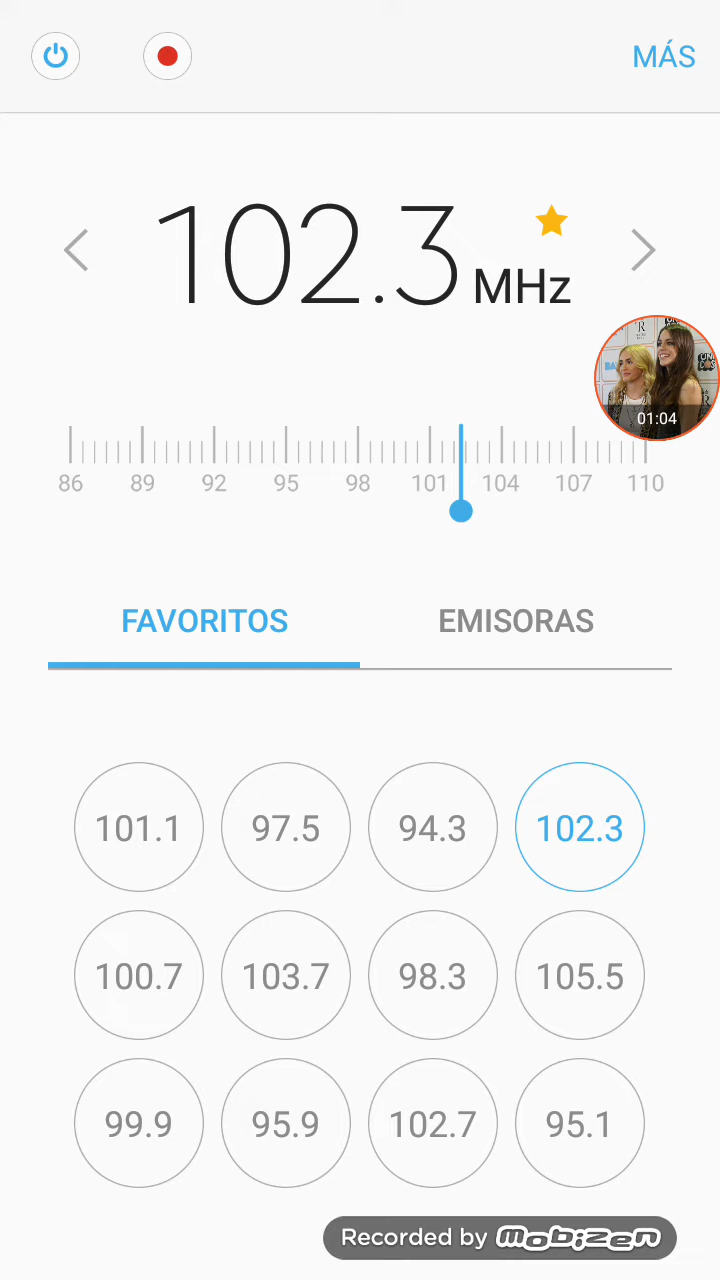 MÁS
102.3 MHz
01:04
86 89 92 95 98 101 104 107 110
FAVORITOS EMISORAS
101.1 97.5 94.3 102.3
100.7 103.7 98.3 105.5
99.9 95.9 102.7 95.1
Recorded by mobizen